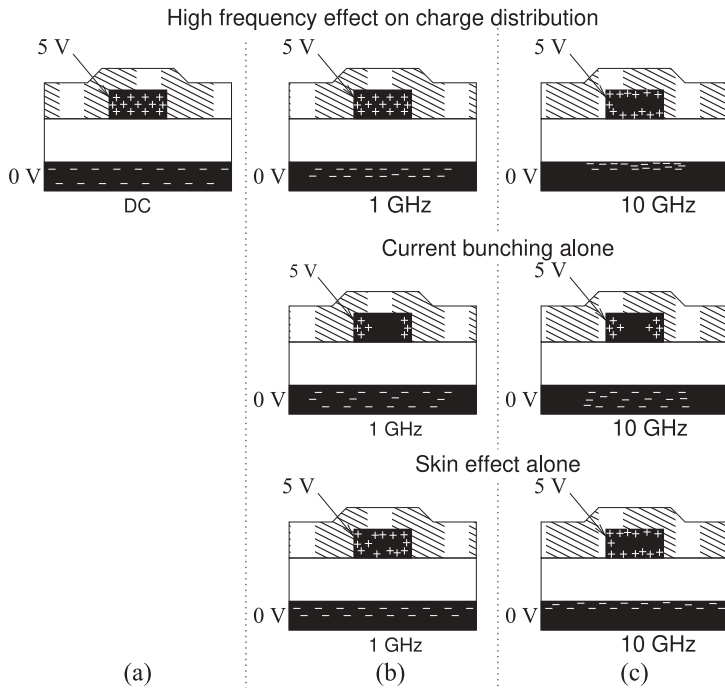 High frequency effect on charge distribution
5 V 5 V 5 V
0 V 0 V 0 V
DC 1 GHz 10 GHz
Current bunching alone
5 V 5 V
0 V 0 V
1 GHz 10 GHz
Skin effect alone
5 V 5 V
0 V 0 V
1 GHz 10 GHz
(a) (b) (c)